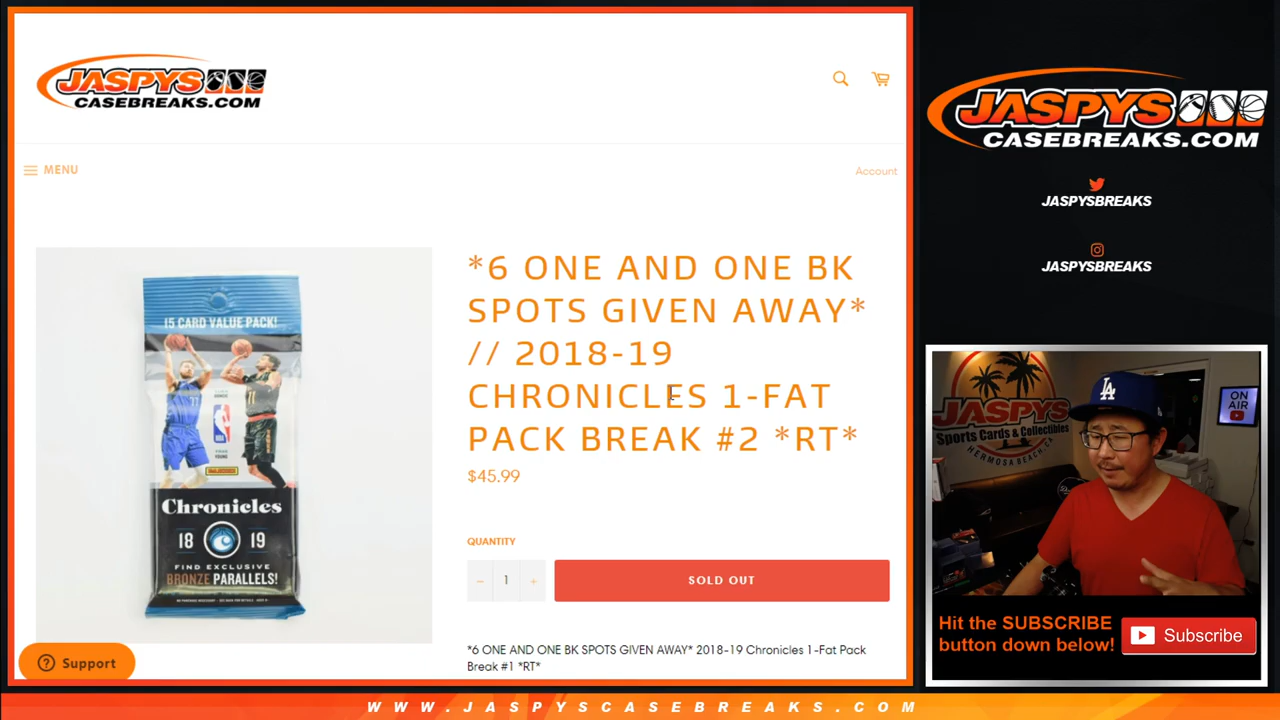 JASPYS
CASEBREAKS.COM
MENU
Account
15 CARD VALUE PACK!
NBA
Chronicles
18 19
FIND EXCLUSIVE
BRONZE PARALLELS!
*6 ONE AND ONE BK
SPOTS GIVEN AWAY*
// 2018-19
CHRONICLES 1-FAT
PACK BREAK #2 *RT*
$45.99
QUANTITY
− 1 +
SOLD OUT
*6 ONE AND ONE BK SPOTS GIVEN AWAY* 2018-19 Chronicles 1-Fat Pack
Break #1 *RT*
? Support
JASPYS
CASEBREAKS.COM
JASPYSBREAKS
JASPYSBREAKS
JASPYS
Sports Cards & Collectibles
HERMOSA BEACH, CA
LA
ON
AIR
Hit the SUBSCRIBE
button down below!
Subscribe
WWW.JASPYSCASEBREAKS.COM